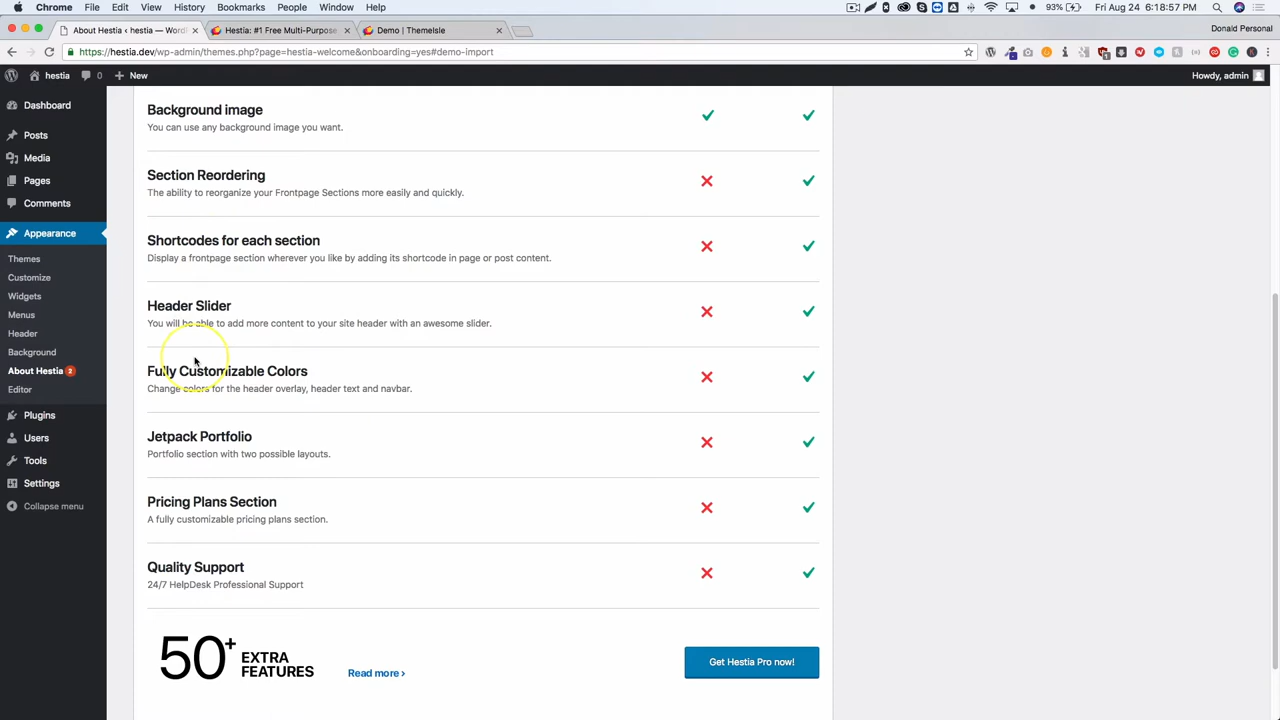 Chrome File Edit View History Bookmarks People Window Help 93% Fri Aug 24 6:18:57 PM
About Hestia ‹ hestia — WordP Hestia: #1 Free Multi-Purpose Demo | ThemeIsle Donald Personal
https://hestia.dev/wp-admin/themes.php?page=hestia-welcome&onboarding=yes#demo-import
hestia 0 + New Howdy, admin
Dashboard
Posts
Media
Pages
Comments
Appearance
Themes
Customize
Widgets
Menus
Header
Background
About Hestia 2
Editor
Plugins
Users
Tools
Settings
Collapse menu
Background image
You can use any background image you want.
Section Reordering
The ability to reorganize your Frontpage Sections more easily and quickly.
Shortcodes for each section
Display a frontpage section wherever you like by adding its shortcode in page or post content.
Header Slider
You will be able to add more content to your site header with an awesome slider.
Fully Customizable Colors
Change for the header overlay, header text and navbar.
Jetpack Portfolio
Portfolio section with two possible layouts.
Pricing Plans Section
A fully customizable pricing plans section.
Quality Support
24/7 HelpDesk Professional Support
50+ EXTRA
FEATURES
Read more ›
Get Hestia Pro now!